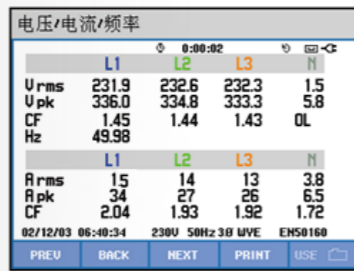 电压/电流/频率
0:00:02
L1 L2 L3 N
Vrms 231.9 232.6 232.3 1.5
Vpk 336.0 334.8 333.3 5.8
CF 1.45 1.44 1.43 OL
Hz 49.98
L1 L2 L3 N
Arms 15 14 13 3.8
Apk 34 27 26 6.5
CF 2.04 1.93 1.92 1.72
02/12/03 06:40:34 230V 50Hz 3Ø WYE EN50160
PREV BACK NEXT PRINT USE